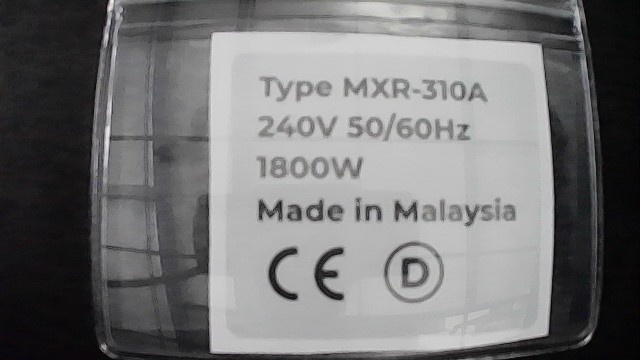 Type MXR-310A
240V 50/60Hz
1800W
Made in Malaysia
CE D